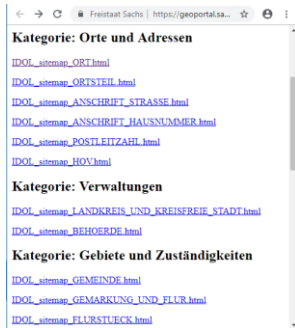 Freistaat Sachs | https://geoportal.sa...
Kategorie: Orte und Adressen
IDOL_sitemap_ORT.html
IDOL_sitemap_ORTSTEIL.html
IDOL_sitemap_ANSCHRIFT_STRASSE.html
IDOL_sitemap_ANSCHRIFT_HAUSNUMMER.html
IDOL_sitemap_POSTLEITZAHL.html
IDOL_sitemap_HOV.html
Kategorie: Verwaltungen
IDOL_sitemap_LANDKREIS_UND_KREISFREIE_STADT.html
IDOL_sitemap_BEHOERDE.html
Kategorie: Gebiete und Zuständigkeiten
IDOL_sitemap_GEMEINDE.html
IDOL_sitemap_GEMARKUNG_UND_FLUR.html
IDOL_sitemap_FLURSTUECK.html